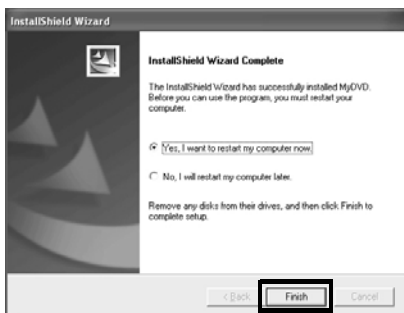 InstallShield Wizard
InstallShield Wizard Complete
The InstallShield Wizard has successfully installed MyDVD.
Before you can use the program, you must restart your
computer.
Yes, I want to restart my computer now.
No, I will restart my computer later.
Remove any disks from their drives, and then click Finish to
complete setup.
< Back Finish Cancel